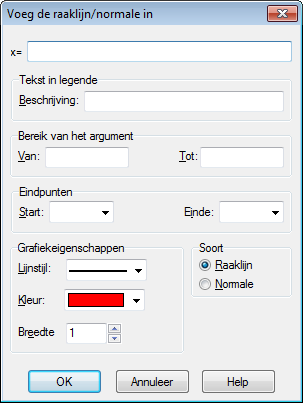 Voeg de raaklijn/normale in
x=
Tekst in legende
Beschrijving:
Bereik van het argument
Van: Tot:
Eindpunten
Start: Einde:
Grafiekeigenschappen Soort
Lijnstijl: Raaklijn
Kleur: Normale
Breedte 1
OK Annuleer Help